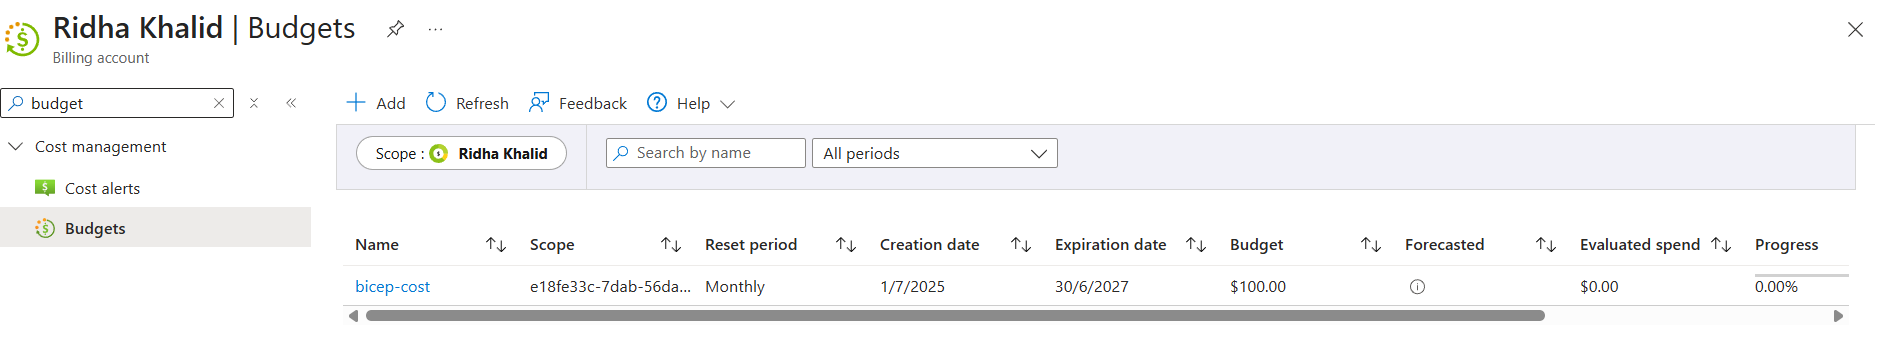 Ridha Khalid | Budgets
Billing account
budget
Cost management
Cost alerts
Budgets
Add Refresh Feedback Help
Scope : Ridha Khalid Search by name All periods
Name Scope Reset period Creation date Expiration date Budget Forecasted Evaluated spend Progress
bicep-cost e18fe33c-7dab-56da... Monthly 1/7/2025 30/6/2027 $100.00 $0.00 0.00%